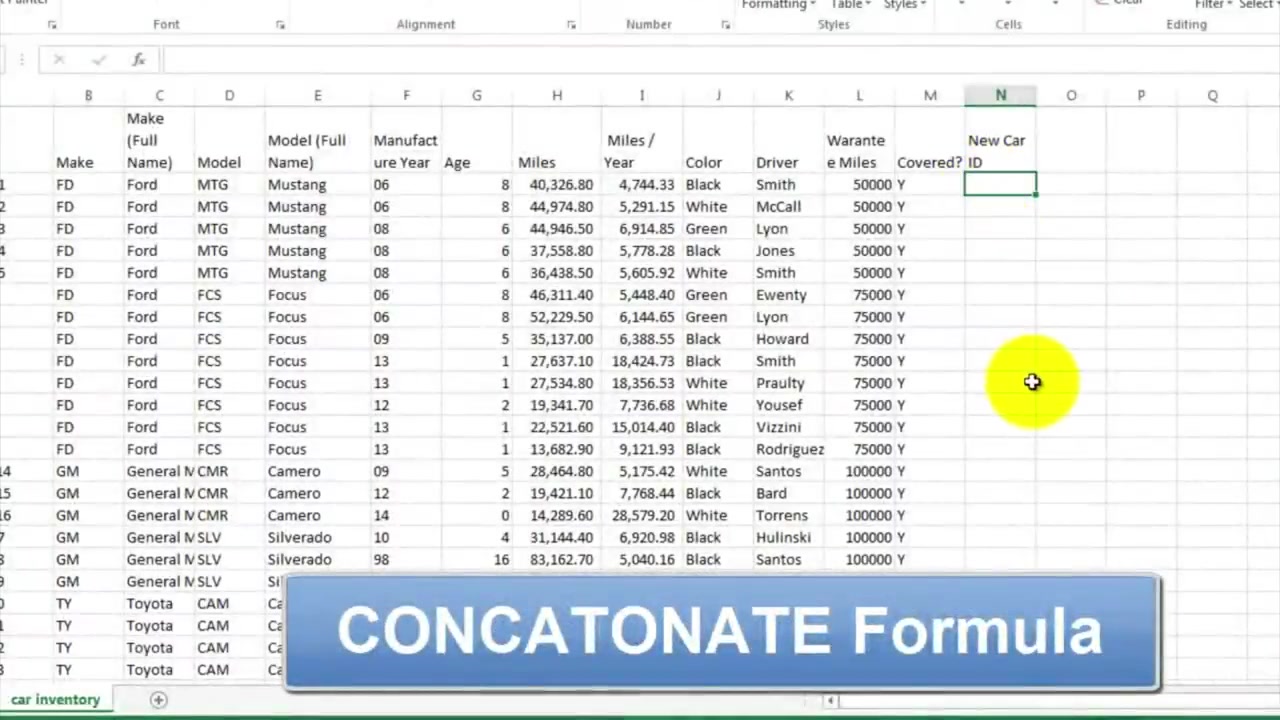 Formatting Table Styles Clear Filter Select
Font Alignment Number Styles Cells Editing
fx
B C D E F G H I J K L M N O P Q
Make
(Full Model (Full Manufact Miles / Warante New Car
Make Name) Model Name) ure Year Age Miles Year Color Driver e Miles Covered? ID
1 FD Ford MTG Mustang 06 8 40,326.80 4,744.33 Black Smith 50000 Y
2 FD Ford MTG Mustang 06 8 44,974.80 5,291.15 White McCall 50000 Y
3 FD Ford MTG Mustang 08 6 44,946.50 6,914.85 Green Lyon 50000 Y
4 FD Ford MTG Mustang 08 6 37,558.80 5,778.28 Black Jones 50000 Y
5 FD Ford MTG Mustang 08 6 36,438.50 5,605.92 White Smith 50000 Y
FD Ford FCS Focus 06 8 46,311.40 5,448.40 Green Ewenty 75000 Y
FD Ford FCS Focus 06 8 52,229.50 6,144.65 Green Lyon 75000 Y
FD Ford FCS Focus 09 5 35,137.00 6,388.55 Black Howard 75000 Y
FD Ford FCS Focus 13 1 27,637.10 18,424.73 Black Smith 75000 Y
FD Ford FCS Focus 13 1 27,534.80 18,356.53 White Praulty 75000 Y
FD Ford FCS Focus 12 2 19,341.70 7,736.68 White Yousef 75000 Y
FD Ford FCS Focus 13 1 22,521.60 15,014.40 Black Vizzini 75000 Y
FD Ford FCS Focus 13 1 13,682.90 9,121.93 Black Rodriguez 75000 Y
14 GM General M CMR Camero 09 5 28,464.80 5,175.42 White Santos 100000 Y
15 GM General M CMR Camero 12 2 19,421.10 7,768.44 Black Bard 100000 Y
16 GM General M CMR Camero 14 0 14,289.60 28,579.20 White Torrens 100000 Y
7 GM General M SLV Silverado 10 4 31,144.40 6,920.98 Black Hulinski 100000 Y
8 GM General M SLV Silverado 98 16 83,162.70 5,040.16 Black Santos 100000 Y
9 GM General M SLV Si
0 TY Toyota CAM Ca
1 TY Toyota CAM Ca
2 TY Toyota CAM Ca
3 TY Toyota CAM Ca
CONCATONATE Formula
car inventory